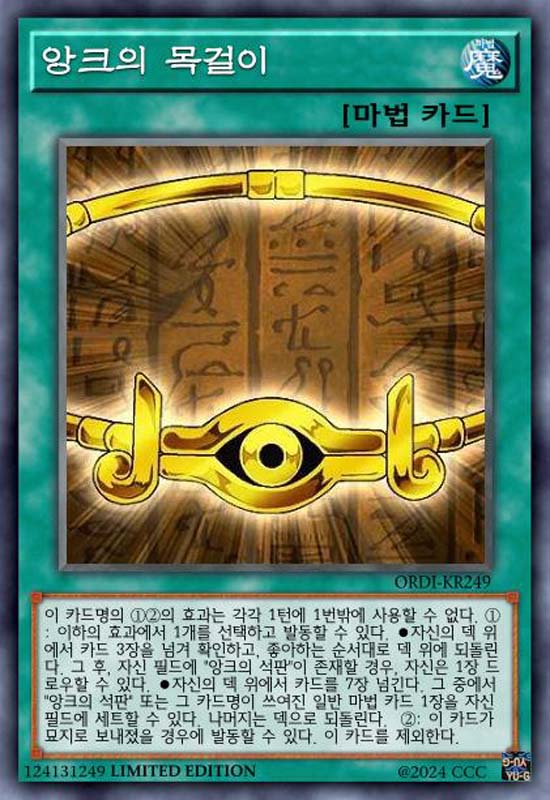 앙크의 목걸이
마법
魔
[마법 카드]
ORDI-KR249
이 카드명의 ①②의 효과는 각각 1턴에 1번밖에 사용할 수 없다. ①
: 이하의 효과에서 1개를 선택하고 발동할 수 있다. ●자신의 덱 위
에서 카드 3장을 넘겨 확인하고, 좋아하는 순서대로 덱 위에 되돌린
다. 그 후, 자신 필드에 "앙크의 석판"이 존재할 경우, 자신은 1장 드
로우할 수 있다. ●자신의 덱 위에서 카드를 7장 넘긴다. 그 중에서
"앙크의 석판" 또는 그 카드명이 쓰여진 일반 마법 카드 1장을 자신
필드에 세트할 수 있다. 나머지는 덱으로 되돌린다. ②: 이 카드가
묘지로 보내졌을 경우에 발동할 수 있다. 이 카드를 제외한다.
124131249 LIMITED EDITION
@2024 CCC
YU-G